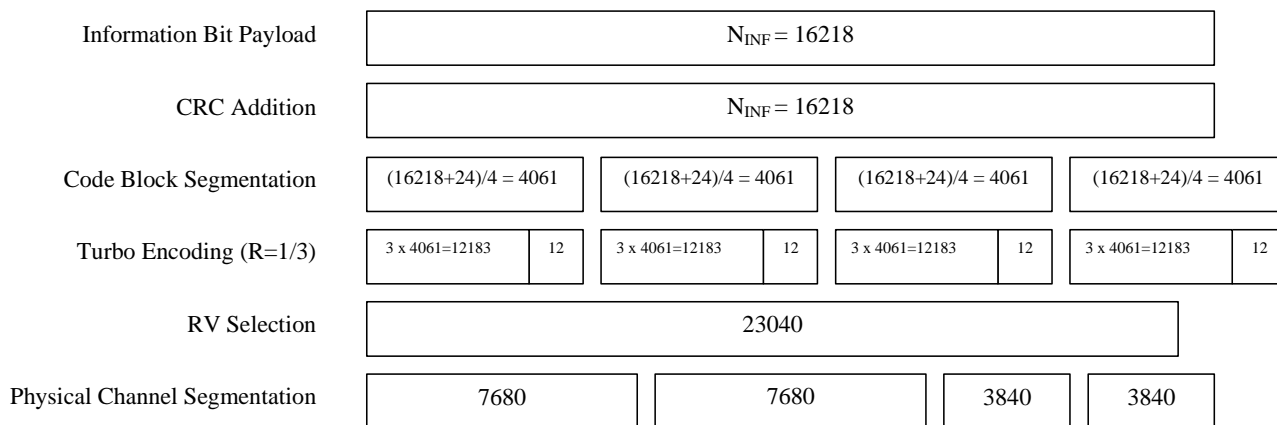 Information Bit Payload NINF = 16218
CRC Addition NINF = 16218
Code Block Segmentation (16218+24)/4 = 4061 (16218+24)/4 = 4061 (16218+24)/4 = 4061 (16218+24)/4 = 4061
Turbo Encoding (R=1/3) 3 x 4061=12183 12 3 x 4061=12183 12 3 x 4061=12183 12 3 x 4061=12183 12
RV Selection 23040
Physical Channel Segmentation 7680 7680 3840 3840